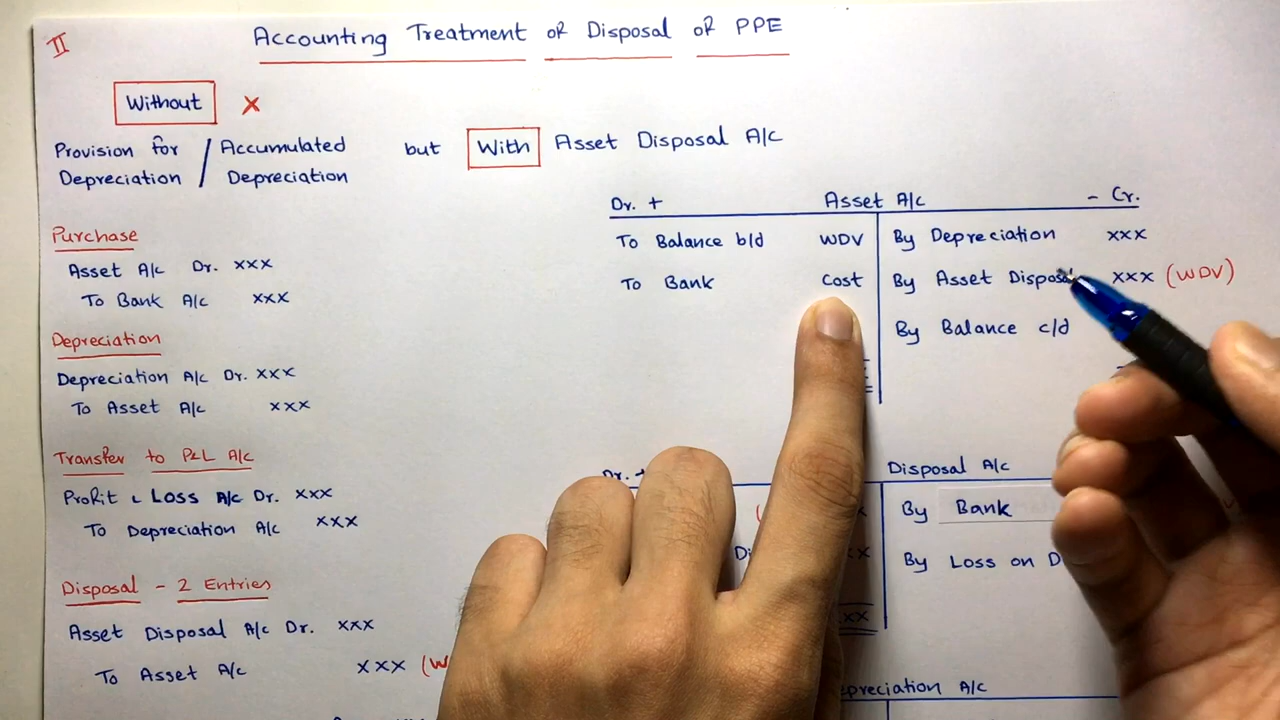 II
Accounting Treatment of Disposal of PPE
Without X
Provision for / Accumulated but With Asset Disposal A/c
Depreciation / Depreciation
Purchase
Asset A/c Dr. xxx
To Bank A/c xxx
Depreciation
Depreciation A/c Dr. xxx
To Asset A/c xxx
Transfer to P&L A/c
Profit & Loss A/c Dr. xxx
To Depreciation A/c xxx
Disposal - 2 Entries
Asset Disposal A/c Dr. xxx
To Asset A/c xxx
Dr. + Asset A/c - Cr.
To Balance b/d WDV By Depreciation xxx
To Bank Cost By Asset xxx (WDV)
By Balance c/d
Disposal A/c
By Bank
By Loss on
A/c